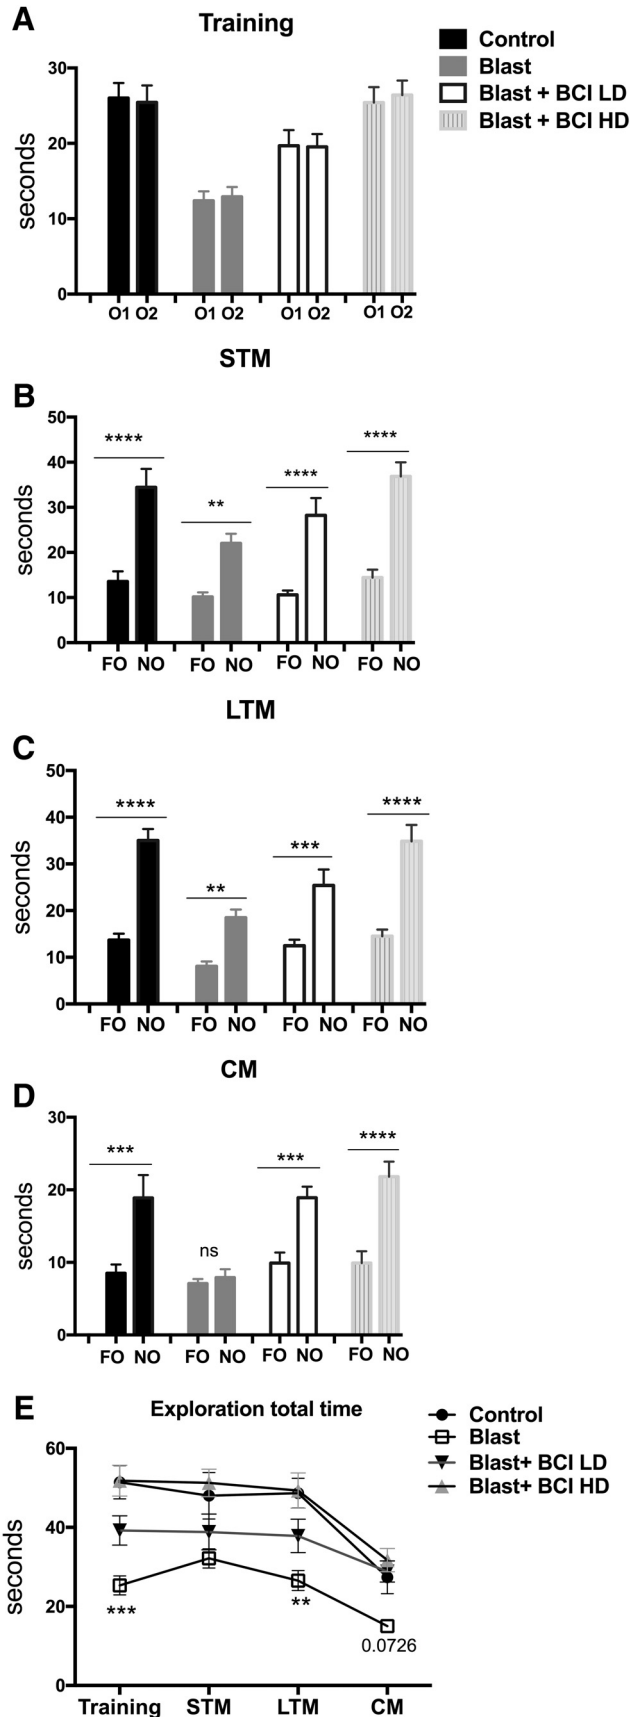 A
Training
Control
Blast
Blast + BCI LD
Blast + BCI HD
seconds
30
20
10
0
O1 O2 O1 O2 O1 O2 O1 O2
STM
B
seconds
50
40
30
20
10
0
**** ** **** ****
FO NO FO NO FO NO FO NO
LTM
C
seconds
50
40
30
20
10
0
**** ** *** ****
FO NO FO NO FO NO FO NO
CM
D
seconds
30
20
10
0
*** ns *** ****
FO NO FO NO FO NO FO NO
E
Exploration total time
Control
Blast
Blast+ BCI LD
Blast+ BCI HD
seconds
60
40
20
0
*** **
0.0726
Training STM LTM CM